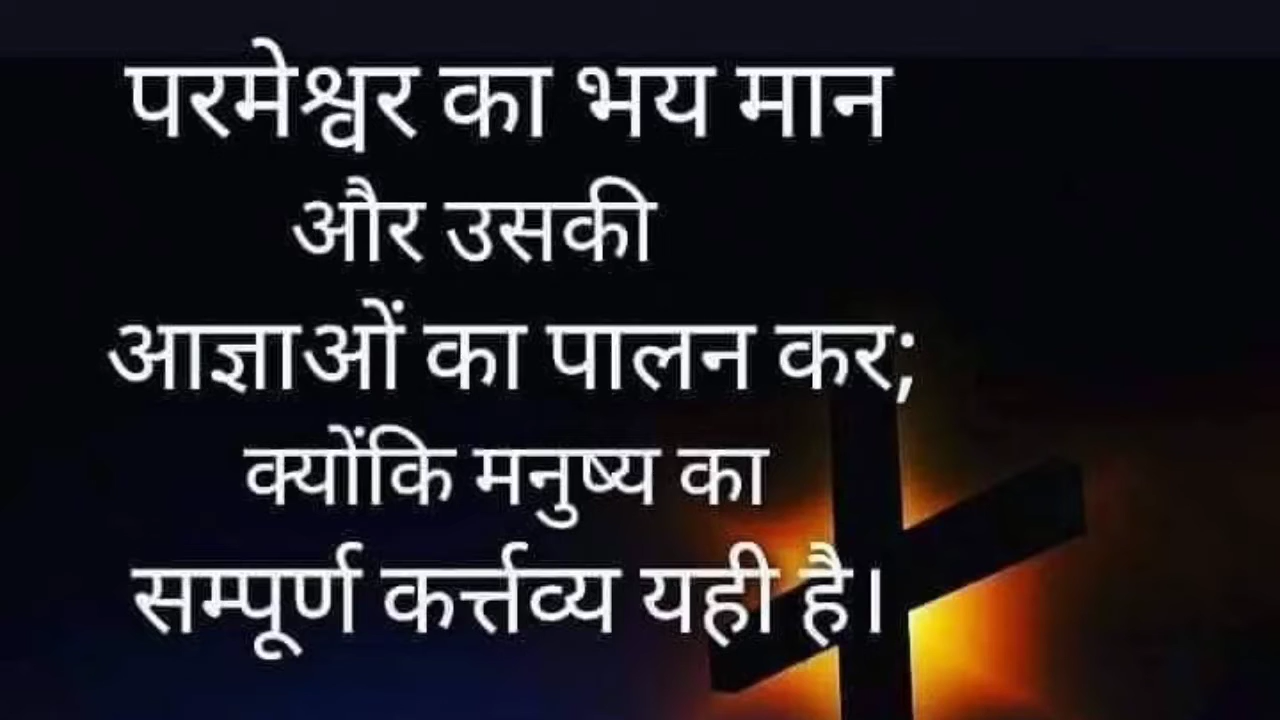 परमेश्वर का भय मान
और उसकी
आज्ञाओं का पालन कर;
क्योंकि मनुष्य का
सम्पूर्ण कर्त्तव्य यही है।